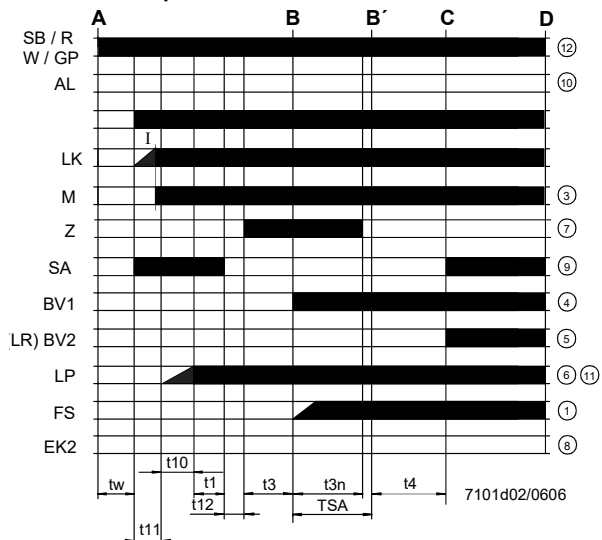 A B B´ C D
SB / R
W / GP ⑫
AL ⑩
I
LK
M ③
Z ⑦
SA ⑨
BV1 ④
(LR) BV2 ⑤
LP ⑥ ⑪
FS ①
EK2 ⑧
t10
tw t1 t3 t3n t4
7101d02/0606
t12 TSA
t11